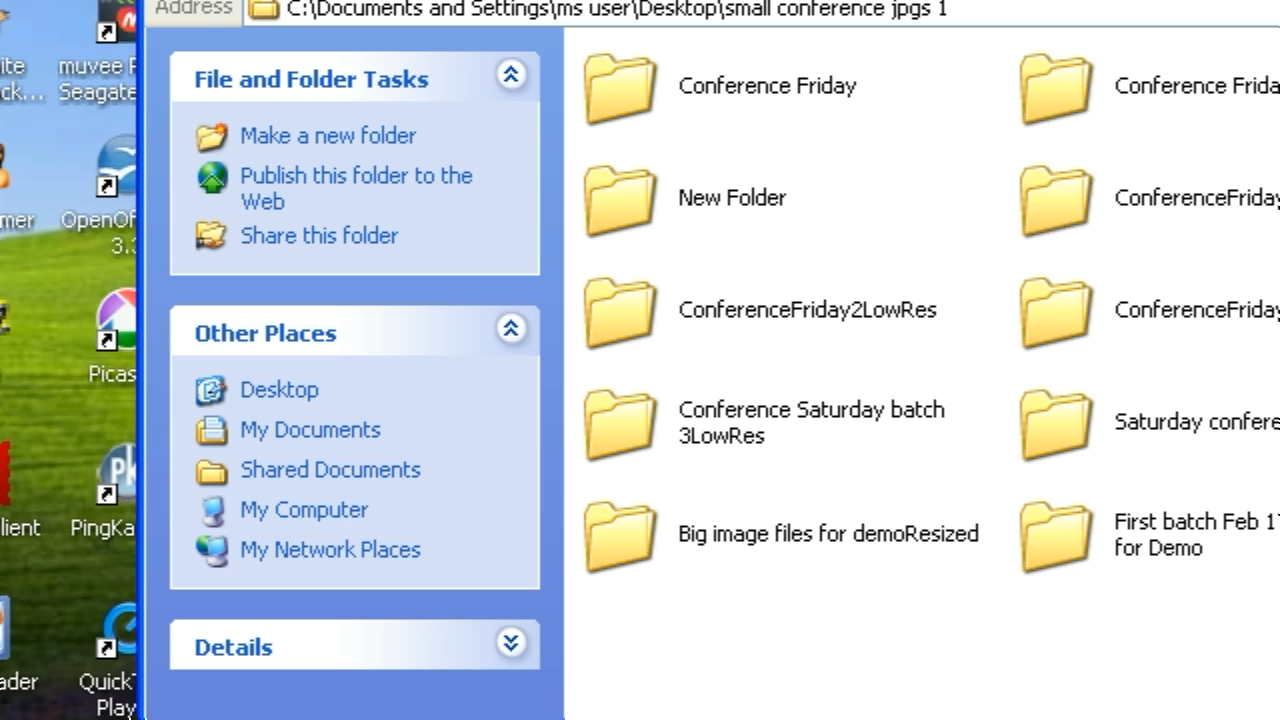 Address C:\Documents and Settings\ms user\Desktop\small conference jpgs 1
muvee
Seagate
OpenOf
3.
Picas
PingKa
QuickT
Play
ite
ck...
mer
lient
ader
File and Folder Tasks
Make a new folder
Publish this folder to the
Web
Share this folder
Other Places
Desktop
My Documents
Shared Documents
My Computer
My Network Places
Details
Conference Friday
Conference Frida
New Folder
ConferenceFriday
ConferenceFriday2LowRes
ConferenceFriday
Conference Saturday batch
3LowRes
Saturday confere
Big image files for demoResized
First batch Feb 1
for Demo